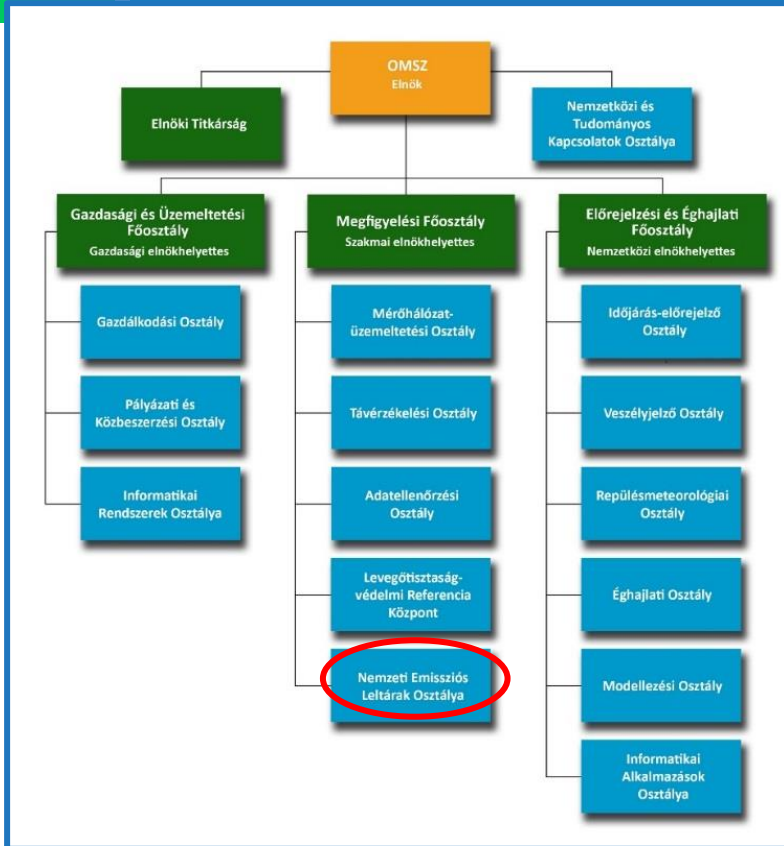 OMSZ
Elnök
Elnöki Titkárság
Nemzetközi és
Tudományos
Kapcsolatok Osztálya
Gazdasági és Üzemeltetési
Főosztály
Gazdasági elnökhelyettes
Gazdálkodási Osztály
Pályázati és
Közbeszerzési Osztály
Informatikai
Rendszerek Osztálya
Megfigyelési Főosztály
Szakmai elnökhelyettes
Mérőhálózat-
üzemeltetési Osztály
Távérzékelési Osztály
Adatellenőrzési
Osztály
Levegőtisztaság-
védelmi Referencia
Központ
Nemzeti Emissziós
Leltárak Osztálya
Előrejelzési és Éghajlati
Főosztály
Nemzetközi elnökhelyettes
Időjárás-előrejelző
Osztály
Veszélyjelző Osztály
Repülésmeteorológiai
Osztály
Éghajlati Osztály
Modellezési Osztály
Informatikai
Alkalmazások
Osztálya